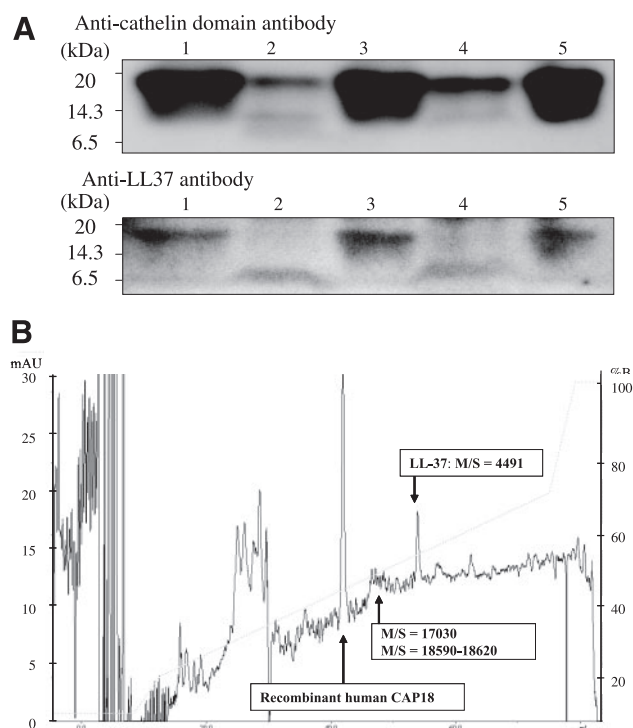 A
Anti-cathelin domain antibody
(kDa)
1 2 3 4 5
20
14.3
6.5
Anti-LL37 antibody
(kDa)
1 2 3 4 5
20
14.3
6.5
B
mAU
30
25
20
15
10
5
0
%B
100
80
60
40
20
LL-37: M/S = 4491
M/S = 17030
M/S = 18590-18620
Recombinant human CAP18